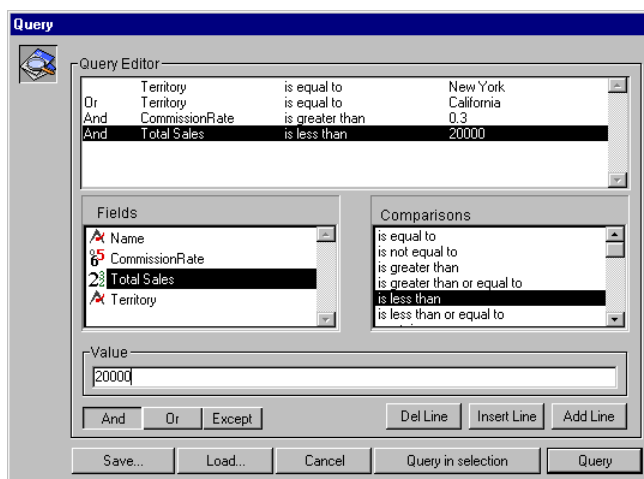 Query
Query Editor
Territory is equal to New York
Or Territory is equal to California
And CommissionRate is greater than 0.3
And Total Sales is less than 20000
Fields
Name
CommissionRate
Total Sales
Territory
Comparisons
is equal to
is not equal to
is greater than
is greater than or equal to
is less than
is less than or equal to
Value
20000
And Or Except Del Line Insert Line Add Line
Save... Load... Cancel Query in selection Query